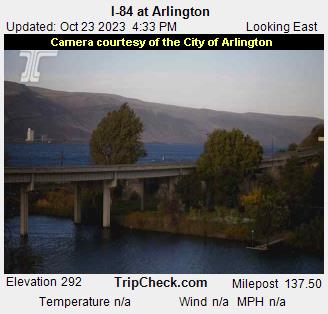 I-84 at Arlington
Updated: Oct 23 2023 4:33 PM Looking East
Camera courtesy of the City of Arlington
Elevation 292 TripCheck.com Milepost 137.50
Temperature n/a Wind n/a MPH n/a